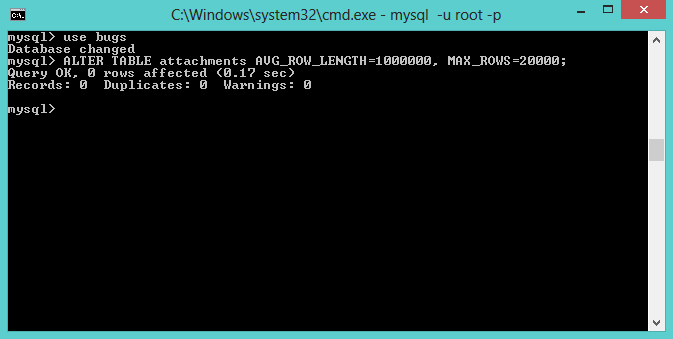 C:\Windows\system32\cmd.exe - mysql -u root -p
mysql> use bugs
Database changed
mysql> ALTER TABLE attachments AVG_ROW_LENGTH=1000000, MAX_ROWS=20000;
Query OK, 0 rows affected (0.17 sec)
Records: 0  Duplicates: 0  Warnings: 0
mysql>